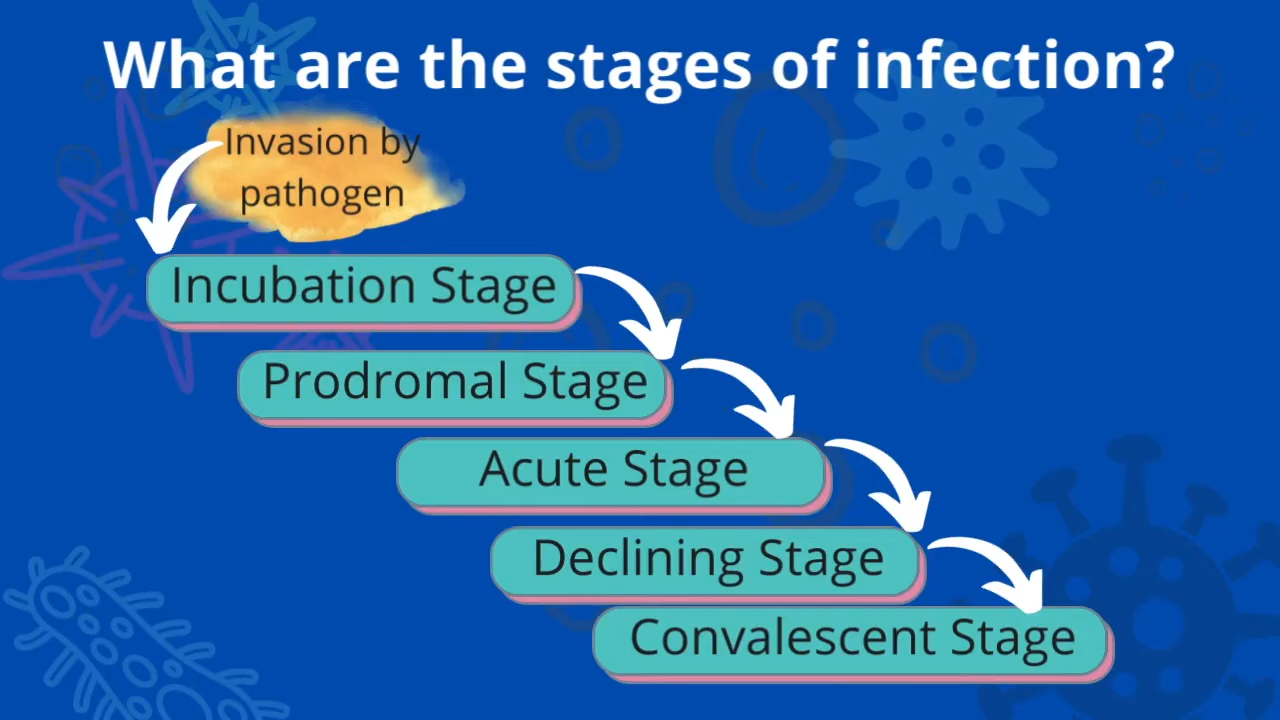 What are the stages of infection?
Invasion by
pathogen
Incubation Stage
Prodromal Stage
Acute Stage
Declining Stage
Convalescent Stage